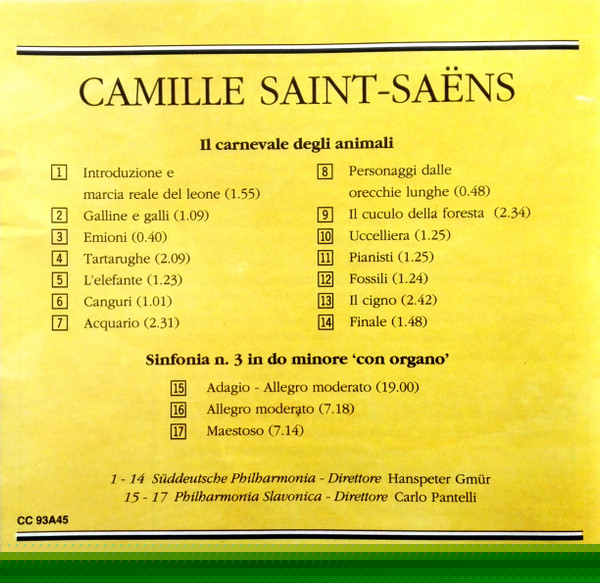 CAMILLE SAINT-SAËNS
Il carnevale degli animali
1 Introduzione e
marcia reale del leone (1.55)
2 Galline e galli (1.09)
3 Emioni (0.40)
4 Tartarughe (2.09)
5 L'elefante (1.23)
6 Canguri (1.01)
7 Acquario (2.31)
8 Personaggi dalle
orecchie lunghe (0.48)
9 Il cuculo della foresta (2.34)
10 Uccelliera (1.25)
11 Pianisti (1.25)
12 Fossili (1.24)
13 Il cigno (2.42)
14 Finale (1.48)
Sinfonia n. 3 in do minore ‘con organo’
15 Adagio - Allegro moderato (19.00)
16 Allegro moderato (7.18)
17 Maestoso (7.14)
1 - 14 Süddeutsche Philharmonia - Direttore Hanspeter Gmür
15 - 17 Philharmonia Slavonica - Direttore Carlo Pantelli
CC 93A45